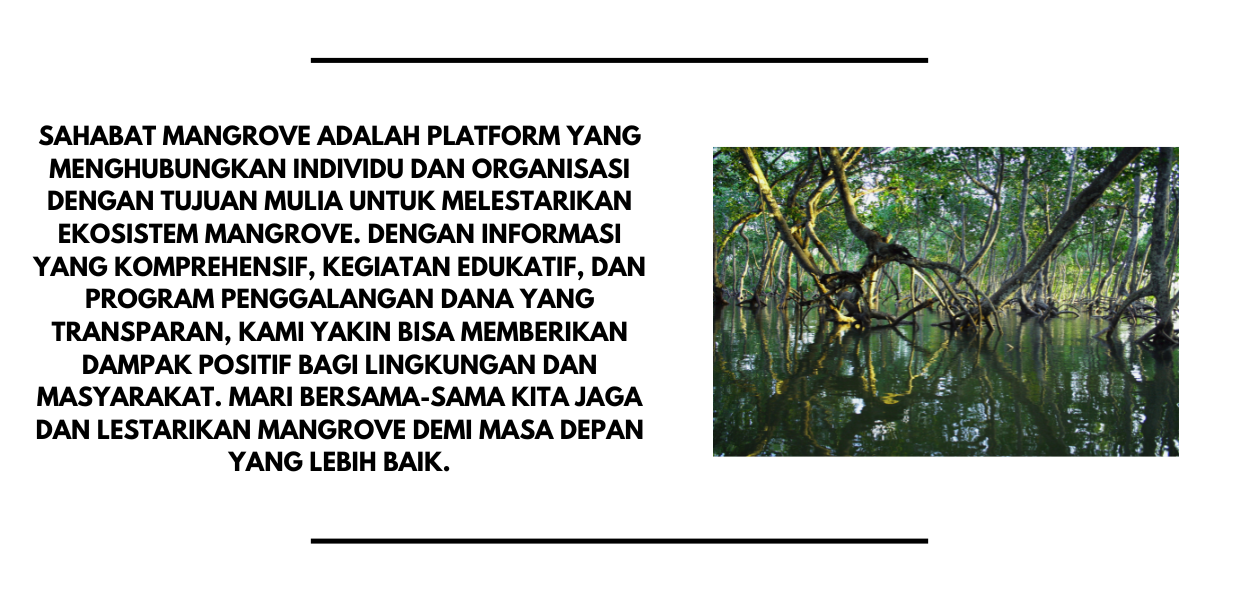 SAHABAT MANGROVE ADALAH PLATFORM YANG
MENGHUBUNGKAN INDIVIDU DAN ORGANISASI
DENGAN TUJUAN MULIA UNTUK MELESTARIKAN
EKOSISTEM MANGROVE. DENGAN INFORMASI
YANG KOMPREHENSIF, KEGIATAN EDUKATIF, DAN
PROGRAM PENGGALANGAN DANA YANG
TRANSPARAN, KAMI YAKIN BISA MEMBERIKAN
DAMPAK POSITIF BAGI LINGKUNGAN DAN
MASYARAKAT. MARI BERSAMA-SAMA KITA JAGA
DAN LESTARIKAN MANGROVE DEMI MASA DEPAN
YANG LEBIH BAIK.